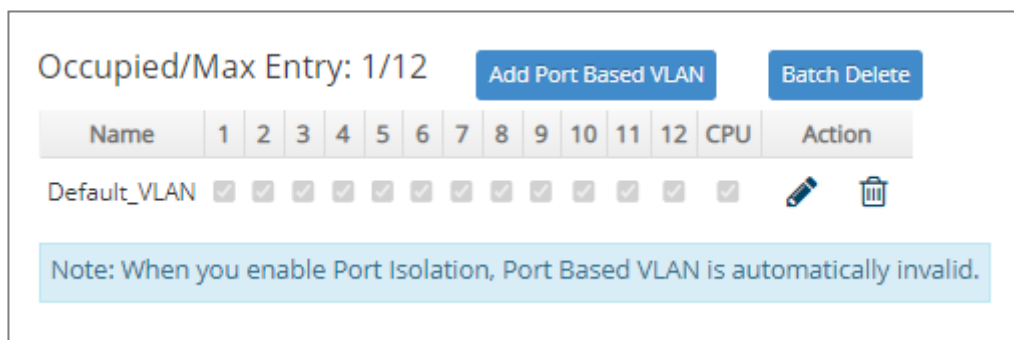 Occupied/Max Entry: 1/12 Add Port Based VLAN Batch Delete
Name 1 2 3 4 5 6 7 8 9 10 11 12 CPU Action
Default_VLAN
Note: When you enable Port Isolation, Port Based VLAN is automatically invalid.